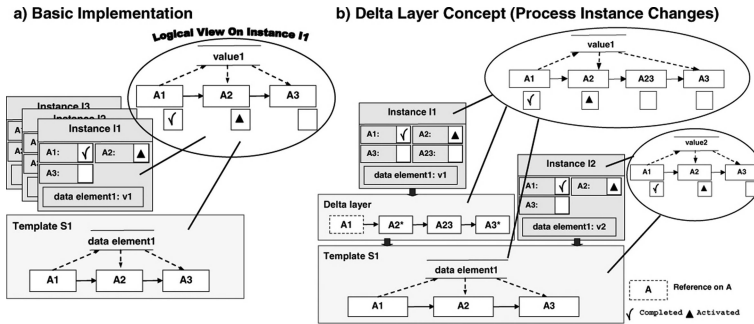 a) Basic Implementation
Logical View On Instance I1
value1
A1 A2 A3
Instance I3
Instance I1
A1: A2:
A3:
data element1: v1
Template S1
data element1
A1 A2 A3
b) Delta Layer Concept (Process Instance Changes)
value1
A1 A2 A23 A3
Instance I1
A1: A2:
A3: A23:
data element1: v1
Instance I2
A1: A2:
A3:
data element1: v2
value2
A1 A2 A3
Delta layer
A1 A2* A23 A3*
Template S1
data element1
A1 A2 A3
A Reference on A
Completed Activated